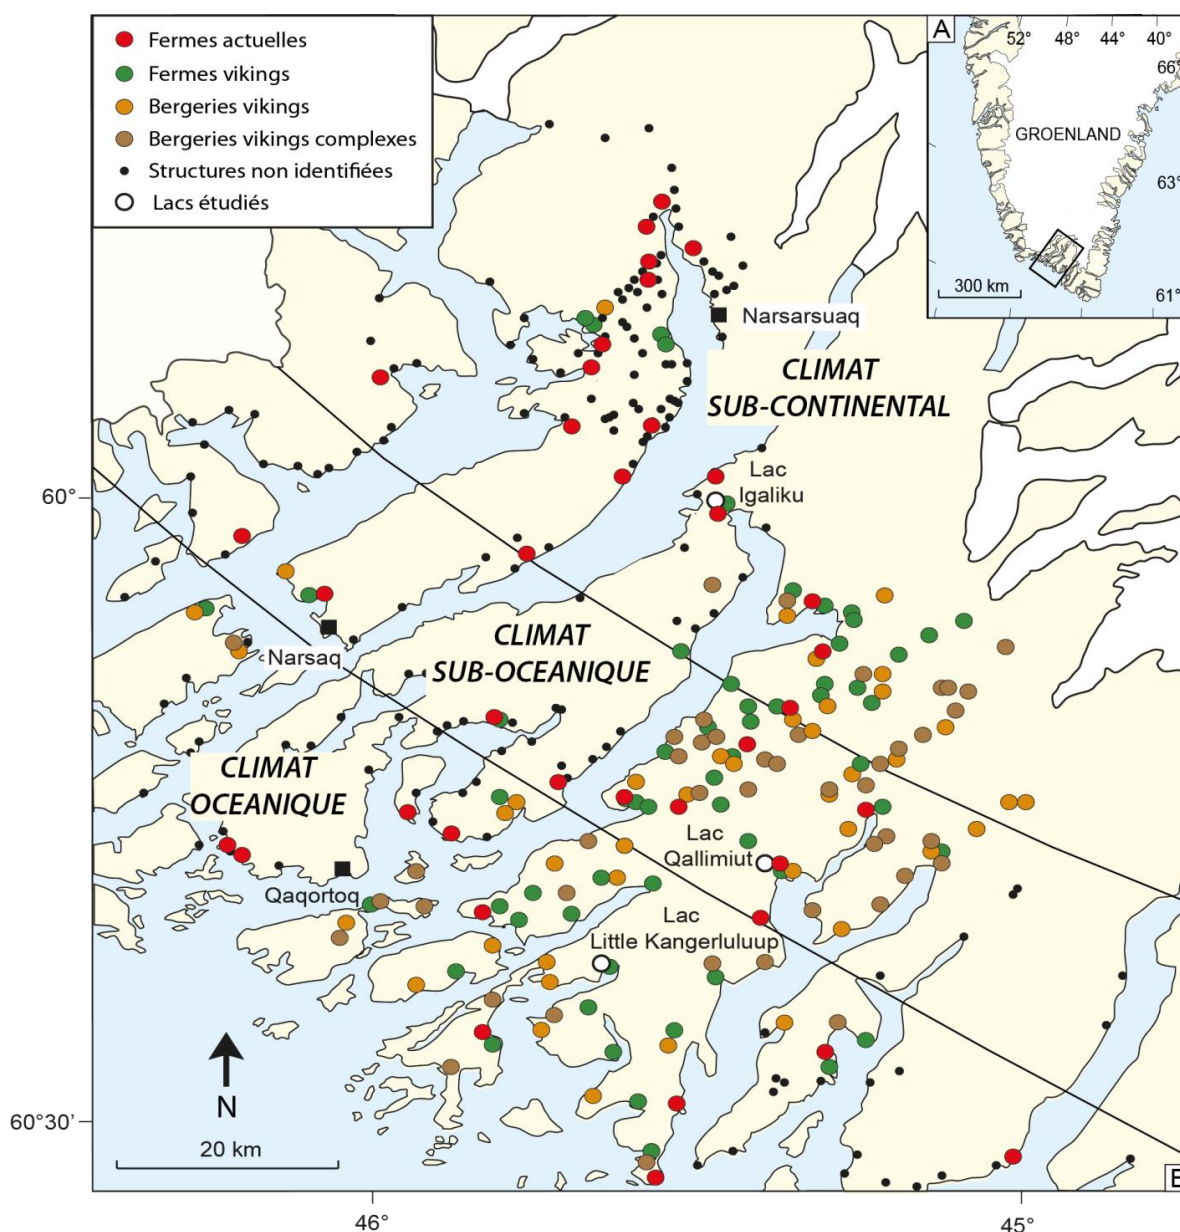 Fermes actuelles
Fermes vikings
Bergeries vikings
Bergeries vikings complexes
Structures non identifiées
Lacs étudiés
A
52° 48° 44° 40°
66°
GROENLAND
63°
300 km
61°
Narsarsuaq
CLIMAT
SUB-CONTINENTAL
Lac
Igaliku
60°
CLIMAT
SUB-OCEANIQUE
Narsaq
CLIMAT
OCEANIQUE
Lac
Qallimiut
Qaqortoq
Lac
Little Kangerluluup
N
60°30'
20 km
B
46°
45°